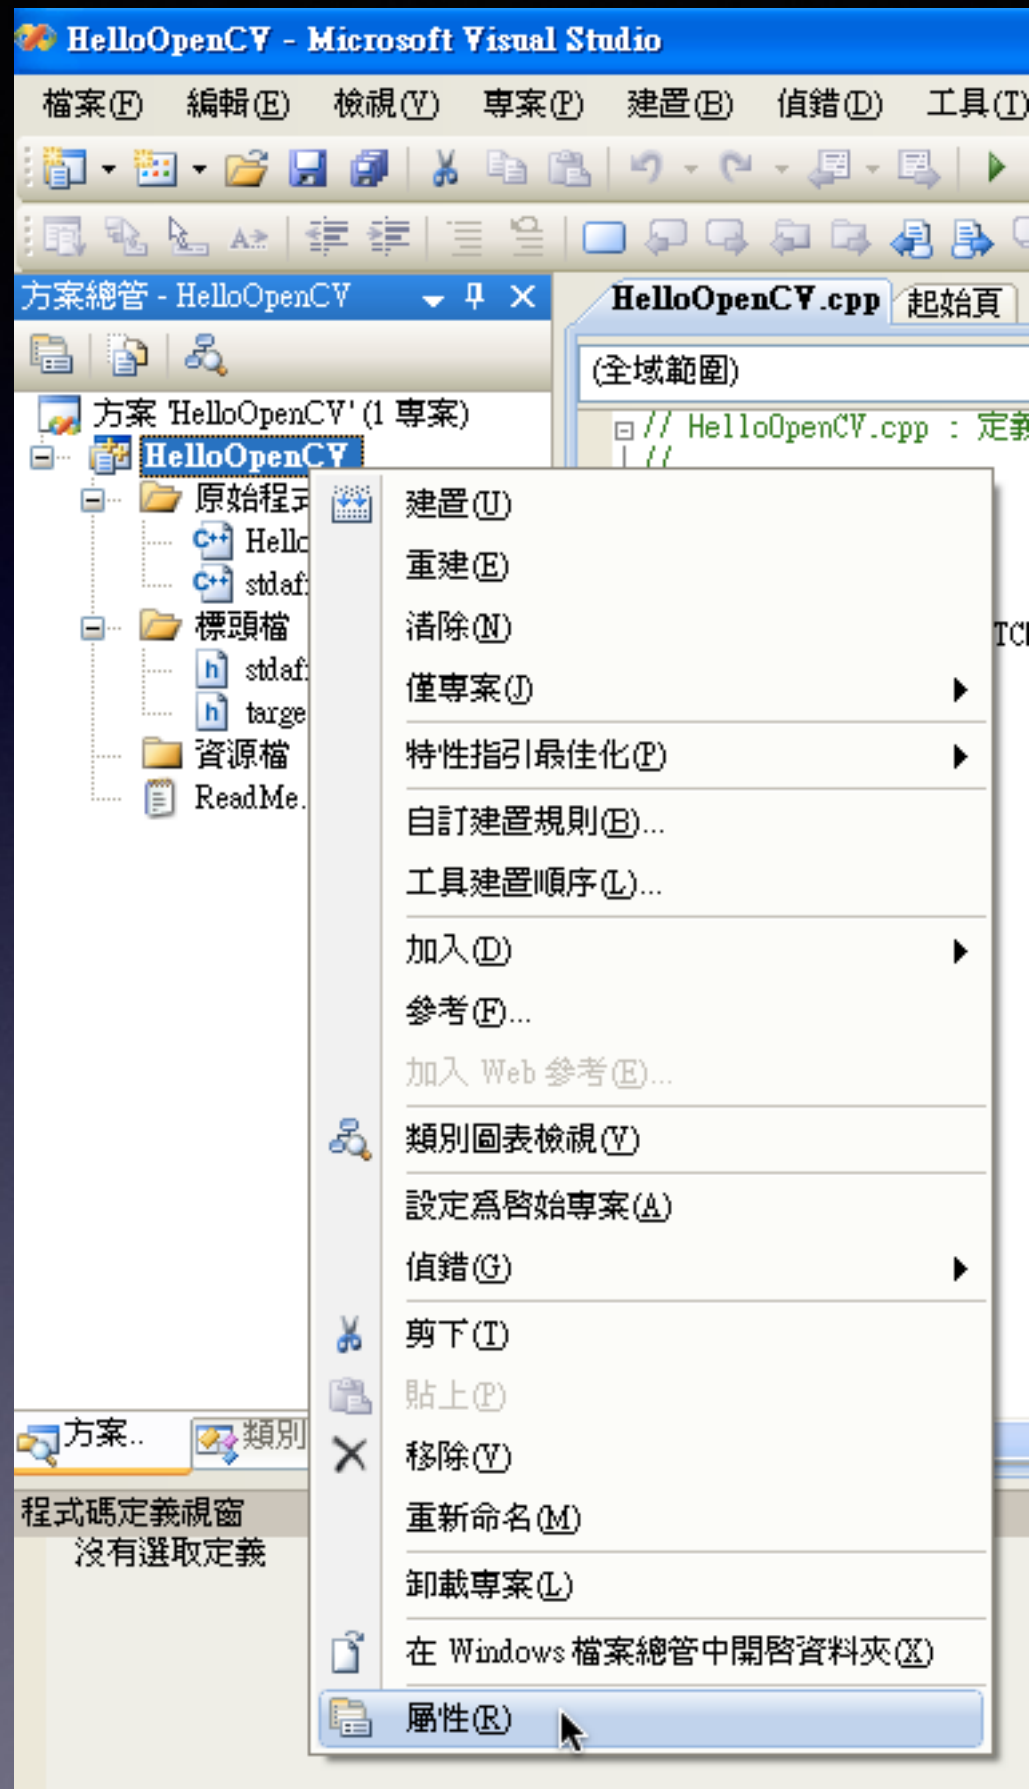 HelloOpenCV - Microsoft Visual Studio
檔案(F) 編輯(E) 檢視(V) 專案(P) 建置(B) 偵錯(D) 工具(T)
方案總管 - HelloOpenCV
HelloOpenCV.cpp 起始頁
(全域範圍)
方案 'HelloOpenCV' (1 專案)
// HelloOpenCV.cpp : 定義
HelloOpenCV
//
原始程式
標頭檔
資源檔
ReadMe.
建置(U)
重建(E)
清除(N)
僅專案(J)
特性指引最佳化(P)
自訂建置規則(B)...
工具建置順序(L)...
加入(D)
參考(F)...
加入 Web 參考(E)...
類別圖表檢視(V)
設定為啟始專案(A)
偵錯(G)
剪下(T)
貼上(P)
移除(V)
重新命名(M)
卸載專案(L)
在 Windows 檔案總管中開啟資料夾(X)
屬性(R)
方案..
類別
程式碼定義視窗
沒有選取定義